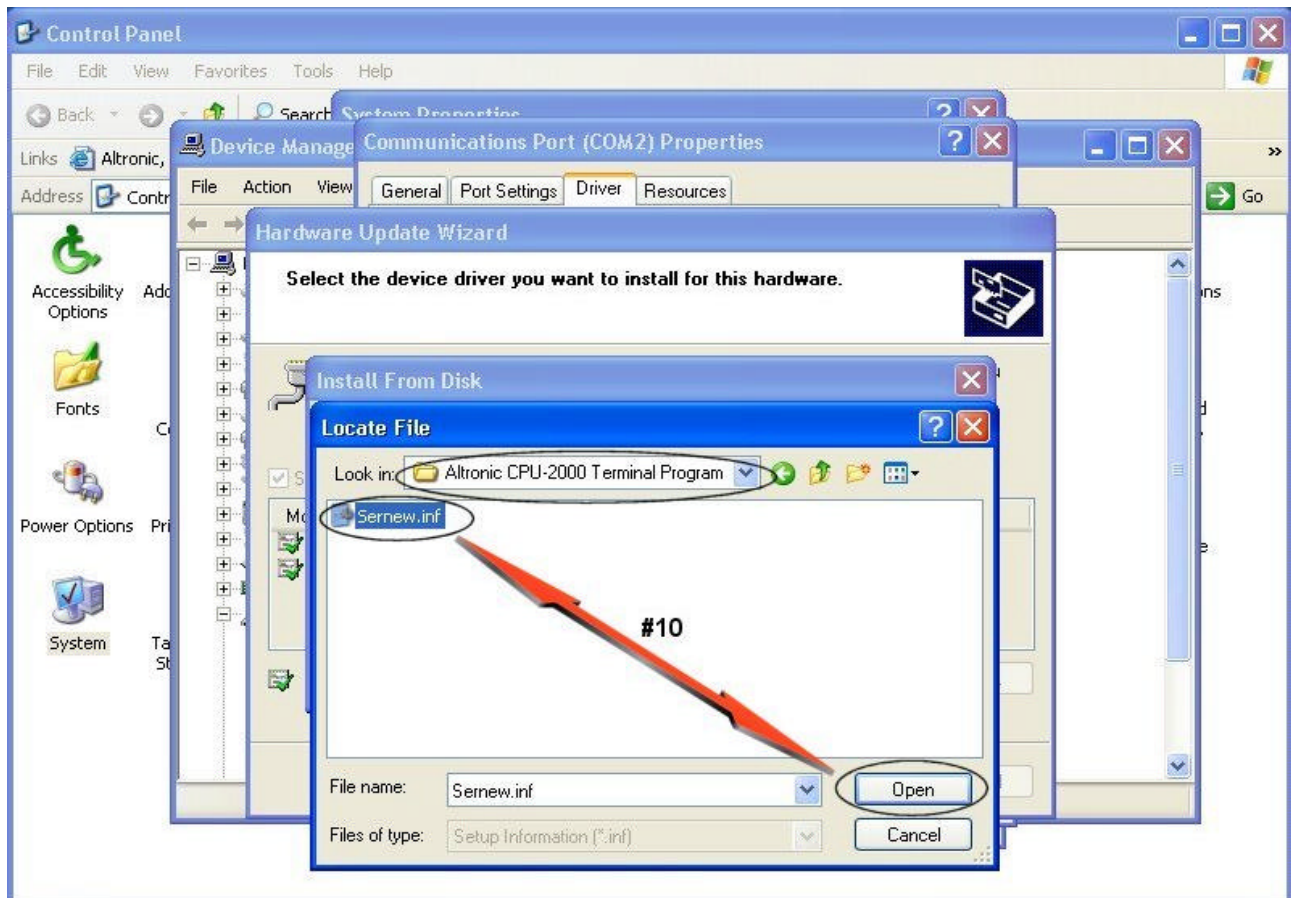 Control Panel
File Edit View Favorites Tools Help
Back Search System Properties
Links Altronic, Device Manage Communications Port (COM2) Properties
Address Contr File Action View General Port Settings Driver Resources Go
Hardware Update Wizard
Select the device driver you want to install for this hardware.
Accessibility Options
Add
Install From Disk
Fonts
Locate File
Look in: Altronic CPU-2000 Terminal Program
Sernew.inf
Power Options Pri
#10
System Ta
St
File name: Sernew.inf Open
Files of type: Setup Information (*.inf) Cancel